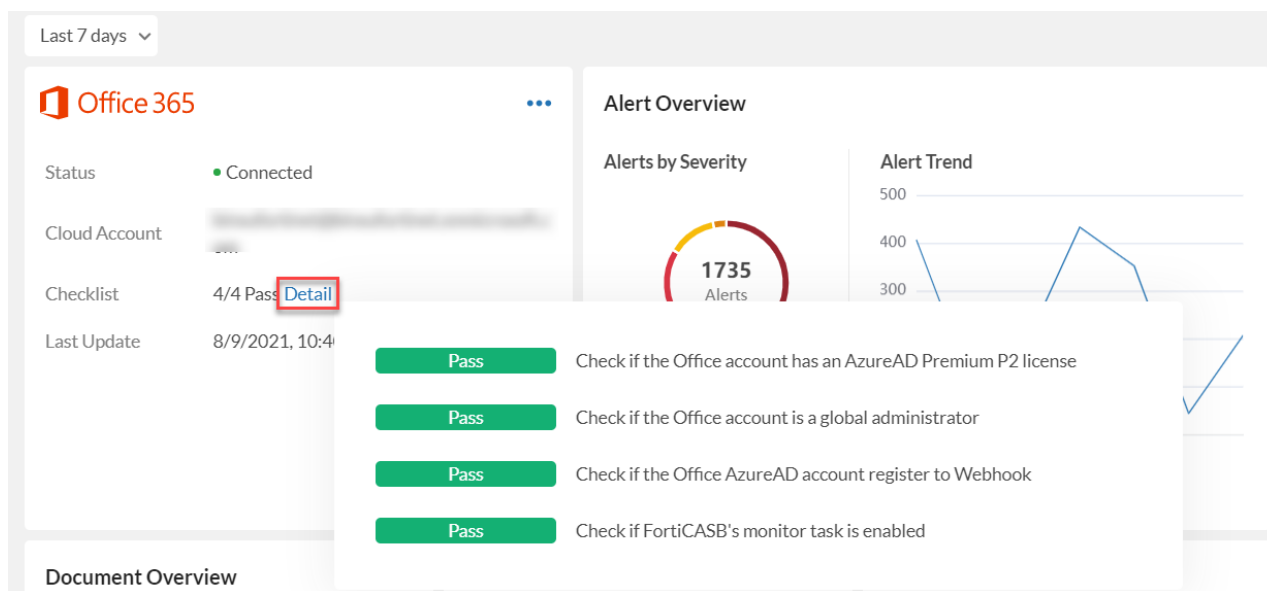 Last 7 days
Office 365
Status
Connected
Cloud Account
Checklist
4/4 Pass Detail
Last Update
8/9/2021, 10:4
Alert Overview
Alerts by Severity
1735
Alerts
Alert Trend
500
400
300
Pass Check if the Office account has an AzureAD Premium P2 license
Pass Check if the Office account is a global administrator
Pass Check if the Office AzureAD account register to Webhook
Pass Check if FortiCASB's monitor task is enabled
Document Overview